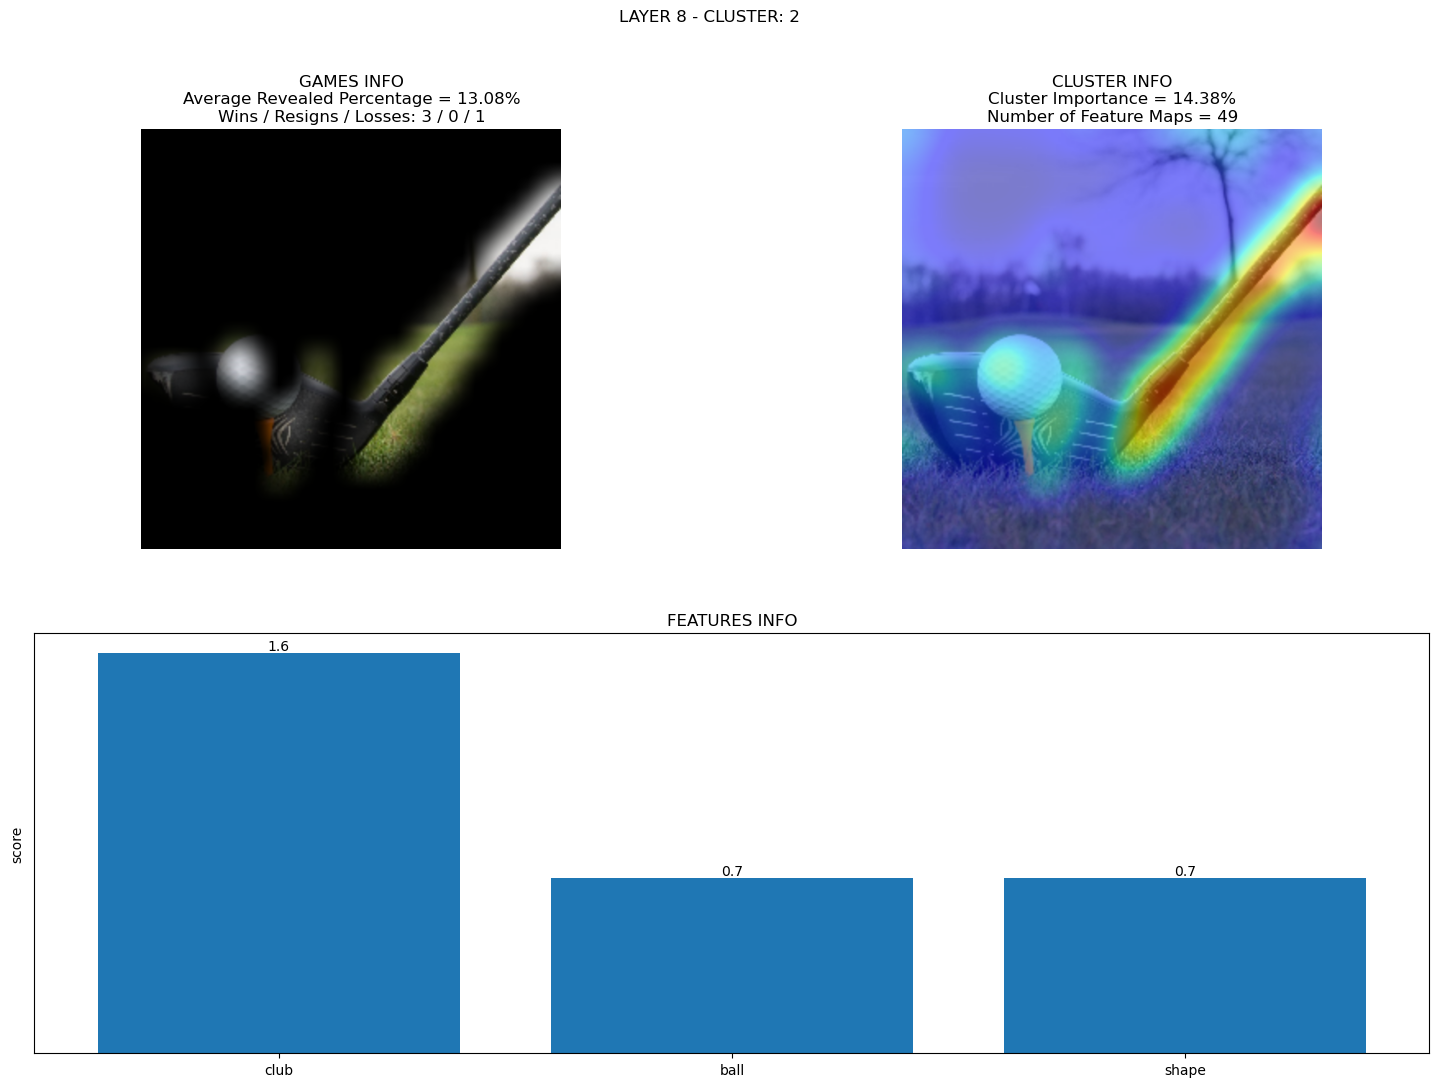 LAYER 8 - CLUSTER: 2
GAMES INFO
Average Revealed Percentage = 13.08%
Wins / Resigns / Losses: 3 / 0 / 1
CLUSTER INFO
Cluster Importance = 14.38%
Number of Feature Maps = 49
FEATURES INFO
score
1.6
0.7
0.7
club
ball
shape